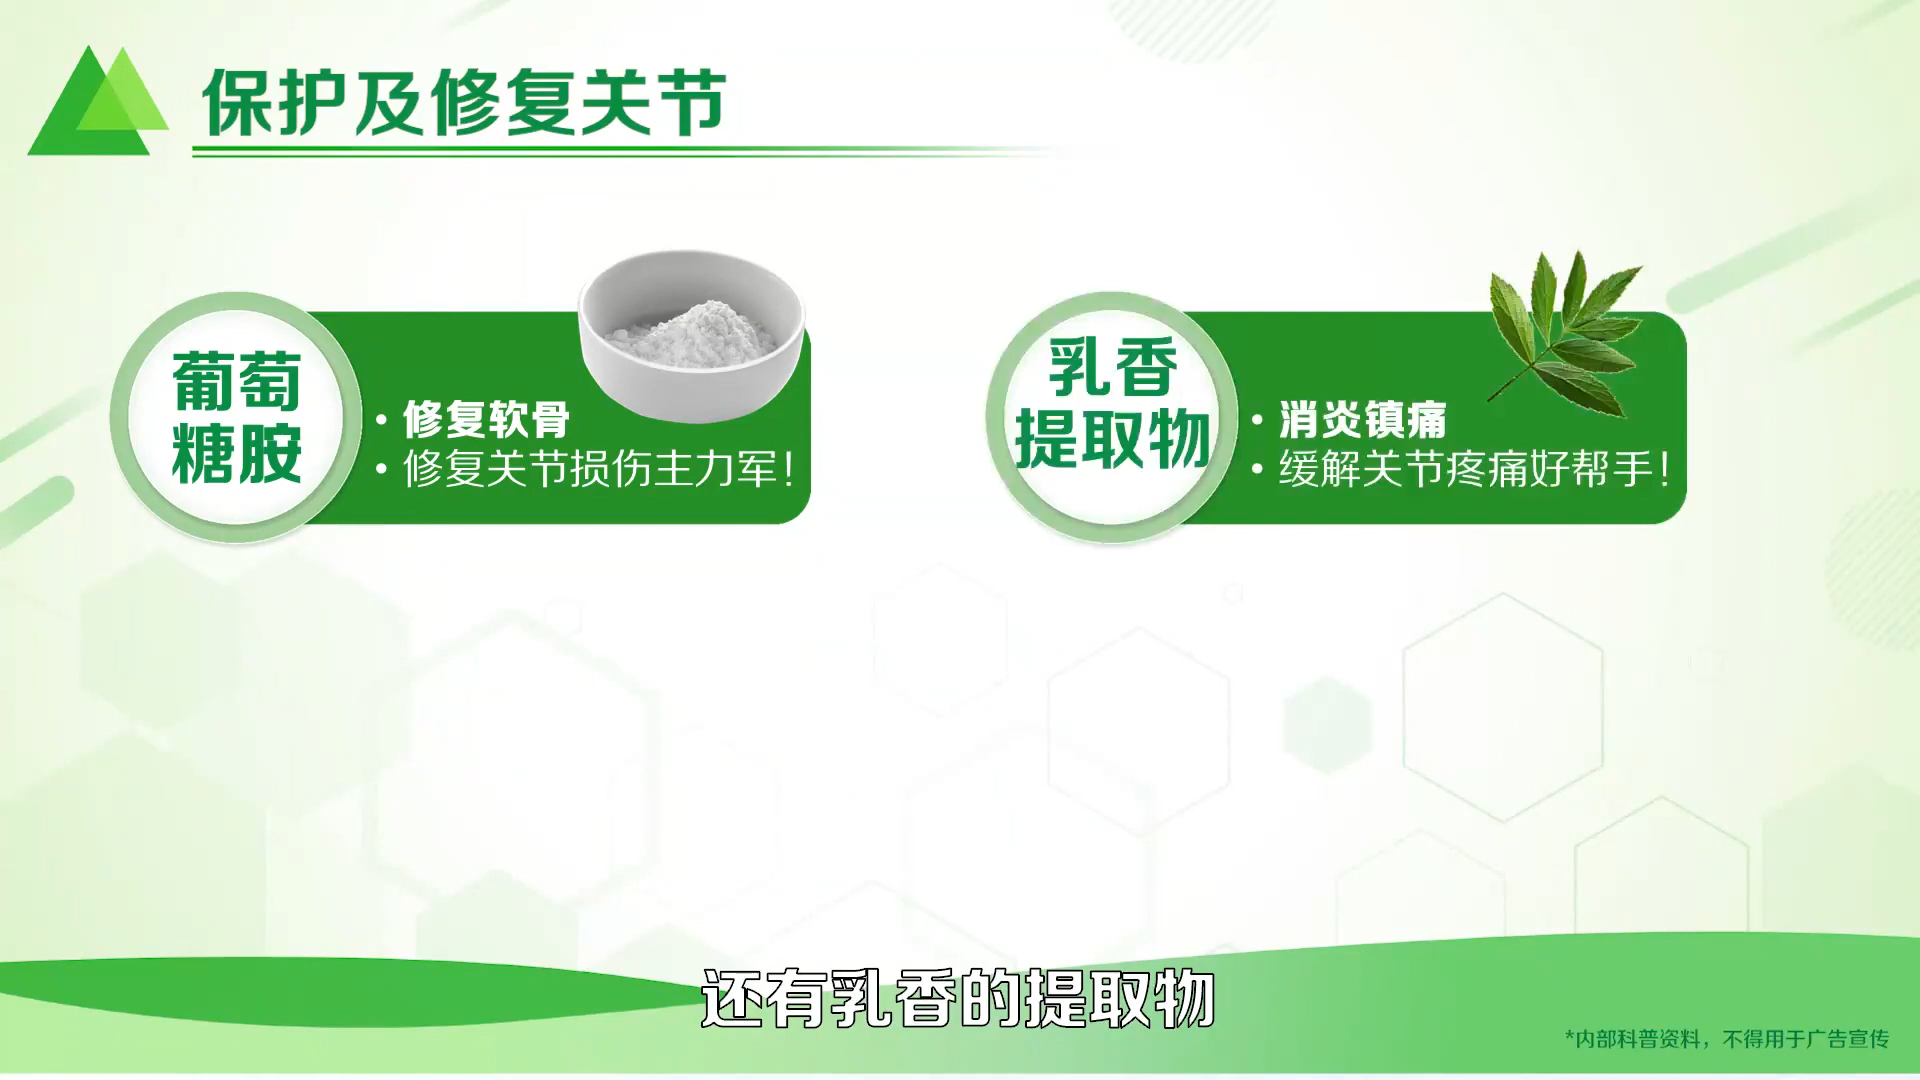 保护及修复关节
葡萄
糖胺
• 修复软骨
• 修复关节损伤主力军！
乳香
提取物
• 消炎镇痛
• 缓解关节疼痛好帮手！
还有乳香的提取物
*内部科普资料，不得用于广告宣传